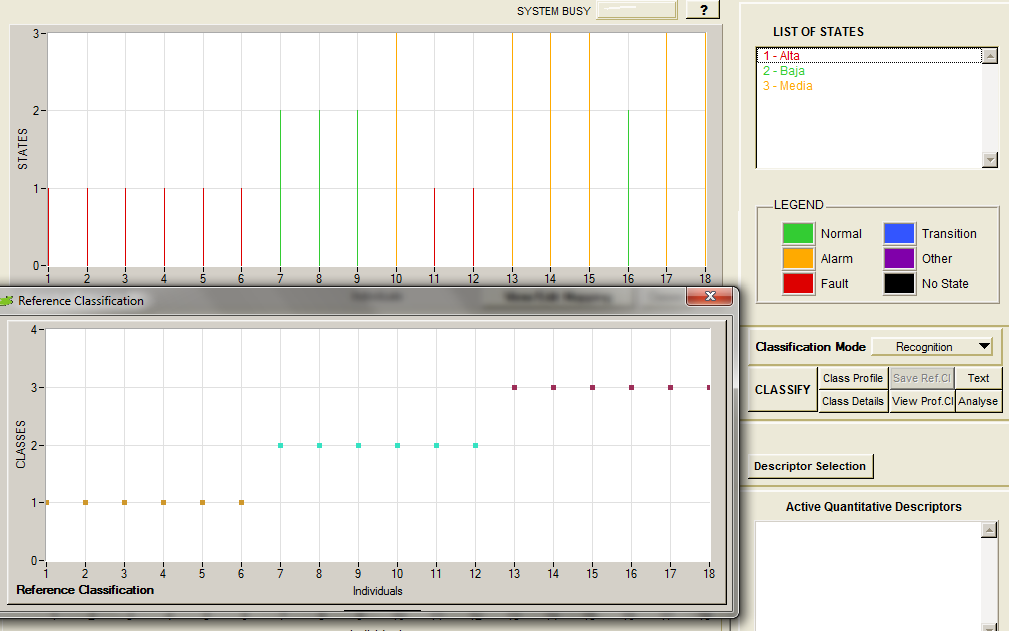 SYSTEM BUSY ?
LIST OF STATES
1 - Alta
2 - Baja
3 - Media
3
2
1
0
STATES
1 2 3 4 5 6 7 8 9 10 11 12 13 14 15 16 17 18
LEGEND
Normal Transition
Alarm Other
Fault No State
Reference Classification
4
3
2
1
0
CLASSES
1 2 3 4 5 6 7 8 9 10 11 12 13 14 15 16 17 18
Reference Classification
Individuals
Classification Mode Recognition
CLASSIFY
Class Profile Save Ref.Cl Text
Class Details View Prof.Cl Analyse
Descriptor Selection
Active Quantitative Descriptors